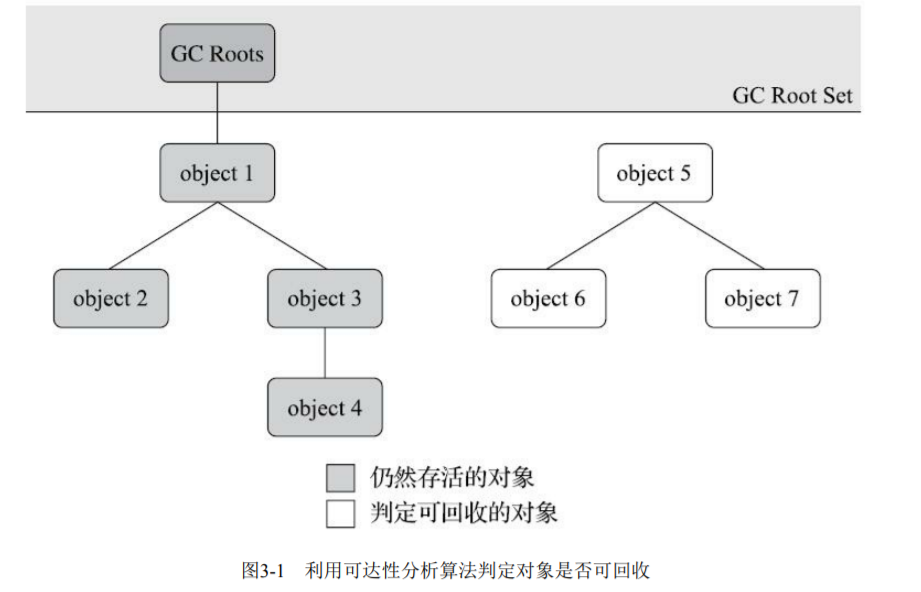 GC Roots
GC Root Set
object 1
object 5
object 2
object 3
object 6
object 7
object 4
仍然存活的对象
判定可回收的对象
图3-1 利用可达性分析算法判定对象是否可回收